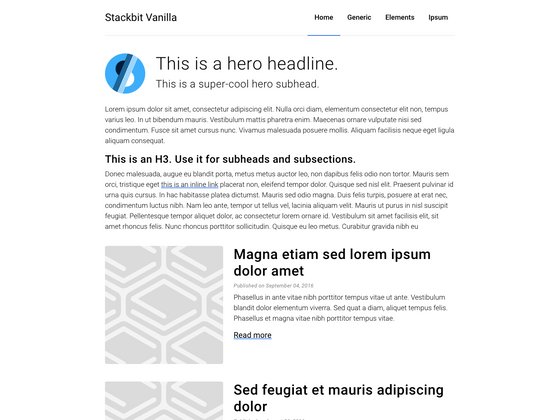 Stackbit Vanilla
Home Generic Elements Ipsum
This is a hero headline.
This is a super-cool hero subhead.
Lorem ipsum dolor sit amet, consectetur adipiscing elit. Nulla orci diam, elementum consectetur elit non, tempus
varius leo. In ut bibendum mauris. Vestibulum mattis pharetra enim. Maecenas ornare vulputate nisi sed
condimentum. Fusce sit amet cursus nunc. Vivamus malesuada posuere mollis. Aliquam facilisis neque eget ligula
aliquam consequat.
This is an H3. Use it for subheads and subsections.
Donec malesuada, augue eu blandit porta, metus metus auctor leo, non dapibus felis odio non tortor. Mauris sem
orci, tristique eget this is an inline link placerat non, eleifend tempor dolor. Quisque sed nisl elit. Praesent pulvinar id
urna quis cursus. In hac habitasse platea dictumst. Mauris sed odio magna. Duis felis turpis, posuere at erat nec,
condimentum luctus nibh. Nam leo ante, tempor ut tellus vel, lacinia aliquam velit. Mauris ut purus in nisl suscipit
feugiat. Pellentesque tempor aliquet dolor, ac consectetur lorem ornare id. Vestibulum sit amet facilisis elit, sit
amet rhoncus felis. Nunc rhoncus porttitor sollicitudin. Quisque eu leo metus. Curabitur gravida nibh eu
Magna etiam sed lorem ipsum
dolor amet
Published on September 04, 2016
Phasellus in ante vitae nibh porttitor tempus vitae ut ante. Vestibulum
blandit dolor elementum viverra. Sed quat a diam, aliquet tempus felis.
Phasellus et magna vitae nibh porttitor tempus vitae.
Read more
Sed feugiat et mauris adipiscing
dolor